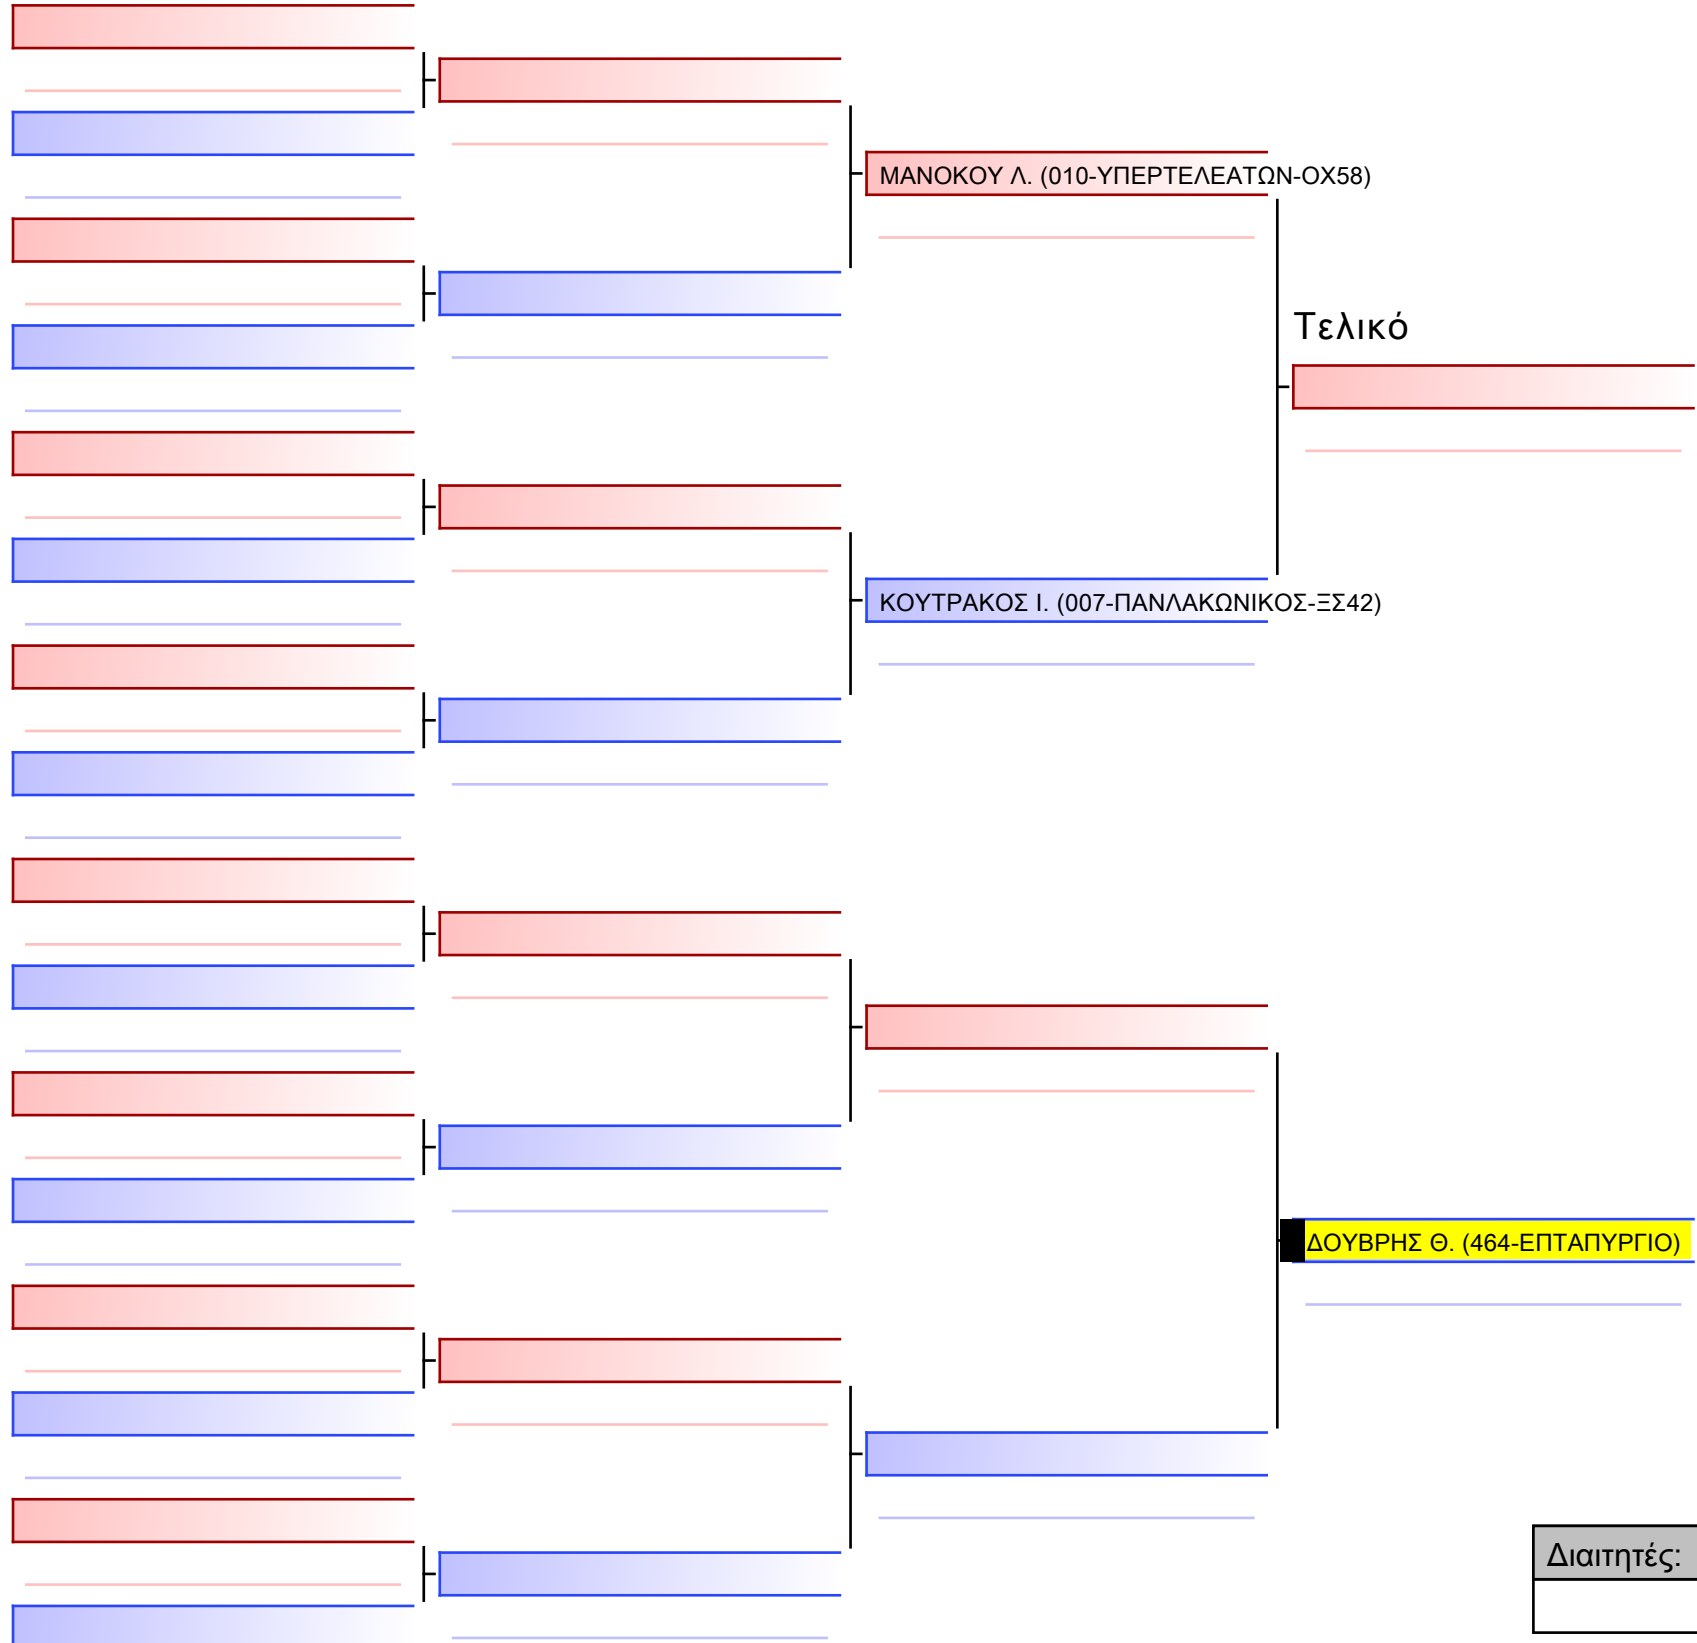 ΜΑΝΟΚΟΥ Λ. (010-ΥΠΕΡΤΕΛΕΑΤΩΝ-ΟΧ58)
Τελικό
ΚΟΥΤΡΑΚΟΣ Ι. (007-ΠΑΝΛΑΚΩΝΙΚΟΣ-ΞΣ42)
ΔΟΥΒΡΗΣ Θ. (464-ΕΠΤΑΠΥΡΓΙΟ)
Διαιτητές: